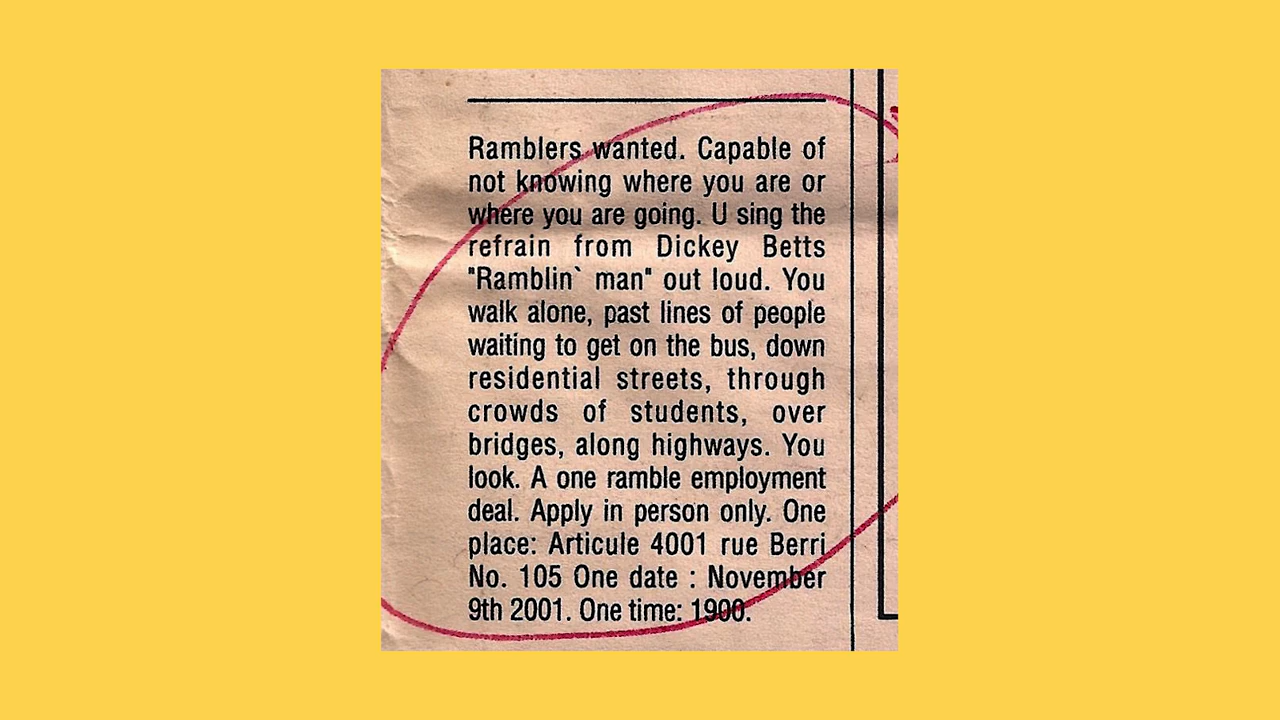 Ramblers wanted. Capable of
not knowing where you are or
where you are going. U sing the
refrain from Dickey Betts
"Ramblin` man" out loud. You
walk alone, past lines of people
waiting to get on the bus, down
residential streets, through
crowds of students, over
bridges, along highways. You
look. A one ramble employment
deal. Apply in person only. One
place: Articule 4001 rue Berri
No. 105 One date : November
9th 2001. One time: 1900.